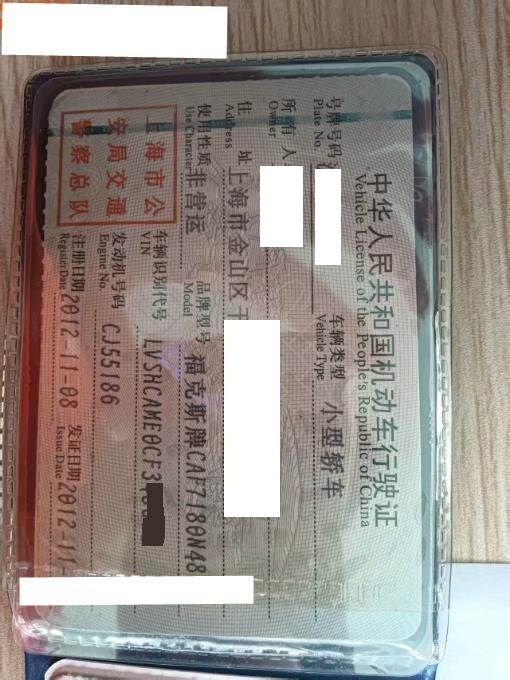 中华人民共和国机动车行驶证
Vehicle License of the People's Republic of China
号牌号码
Plate No.
车辆类型 小型轿车
Vehicle Type
所有人
Owner
住址 上海市金山区
Address
使用性质 非营运 品牌型号 福克斯牌CAF7180N48
Use Character Model
上海市公
安局交通
警察总队
车辆识别代号 LVSHCAME0CF3
VIN
发动机号码 CJ55186
Engine No.
注册日期 2012-11-08 发证日期 2012-11-
Register Date Issue Date